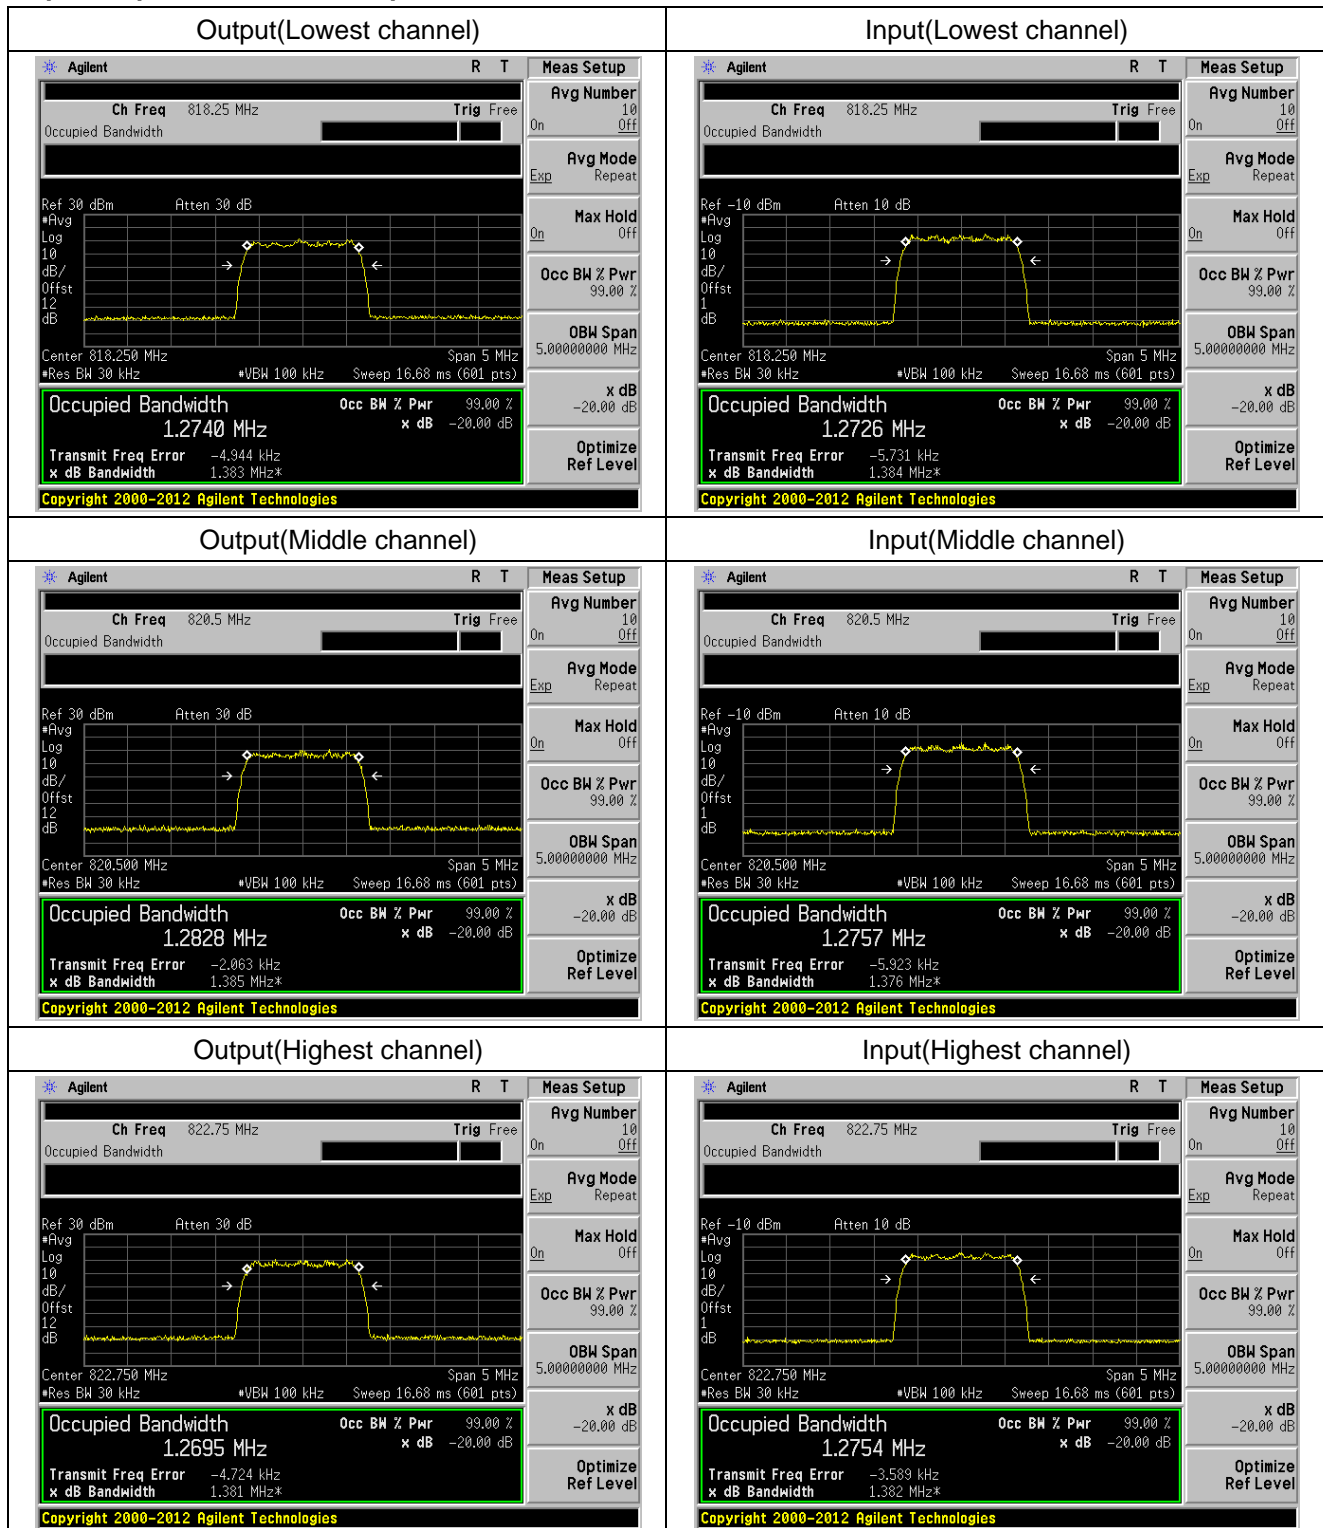 Output(Lowest channel)
Input(Lowest channel)
Agilent R T Meas Setup
Ch Freq 818.25 MHz Trig Free
Occupied Bandwidth
Avg Number
10
On Off
Avg Mode
Exp Repeat
Ref 30 dBm Atten 30 dB
#Avg
Log
10
dB/
Offst
12
dB
Max Hold
On Off
Occ BW % Pwr
99.00 %
OBW Span
5.00000000 MHz
Center 818.250 MHz Span 5 MHz
#Res BW 30 kHz #VBW 100 kHz Sweep 16.68 ms (601 pts)
x dB
-20.00 dB
Occupied Bandwidth Occ BW % Pwr 99.00 %
1.2740 MHz x dB -20.00 dB
Transmit Freq Error -4.944 kHz
x dB Bandwidth 1.383 MHz*
Optimize
Ref Level
Copyright 2000-2012 Agilent Technologies
Agilent R T Meas Setup
Ch Freq 818.25 MHz Trig Free
Occupied Bandwidth
Avg Number
10
On Off
Avg Mode
Exp Repeat
Ref -10 dBm Atten 10 dB
#Avg
Log
10
dB/
Offst
1
dB
Max Hold
On Off
Occ BW % Pwr
99.00 %
OBW Span
5.00000000 MHz
Center 818.250 MHz Span 5 MHz
#Res BW 30 kHz #VBW 100 kHz Sweep 16.68 ms (601 pts)
x dB
-20.00 dB
Occupied Bandwidth Occ BW % Pwr 99.00 %
1.2726 MHz x dB -20.00 dB
Transmit Freq Error -5.731 kHz
x dB Bandwidth 1.384 MHz*
Optimize
Ref Level
Copyright 2000-2012 Agilent Technologies
Output(Middle channel)
Input(Middle channel)
Agilent R T Meas Setup
Ch Freq 820.5 MHz Trig Free
Occupied Bandwidth
Avg Number
10
On Off
Avg Mode
Exp Repeat
Ref 30 dBm Atten 30 dB
#Avg
Log
10
dB/
Offst
12
dB
Max Hold
On Off
Occ BW % Pwr
99.00 %
OBW Span
5.00000000 MHz
Center 820.500 MHz Span 5 MHz
#Res BW 30 kHz #VBW 100 kHz Sweep 16.68 ms (601 pts)
x dB
-20.00 dB
Occupied Bandwidth Occ BW % Pwr 99.00 %
1.2828 MHz x dB -20.00 dB
Transmit Freq Error -2.063 kHz
x dB Bandwidth 1.385 MHz*
Optimize
Ref Level
Copyright 2000-2012 Agilent Technologies
Agilent R T Meas Setup
Ch Freq 820.5 MHz Trig Free
Occupied Bandwidth
Avg Number
10
On Off
Avg Mode
Exp Repeat
Ref -10 dBm Atten 10 dB
#Avg
Log
10
dB/
Offst
1
dB
Max Hold
On Off
Occ BW % Pwr
99.00 %
OBW Span
5.00000000 MHz
Center 820.500 MHz Span 5 MHz
#Res BW 30 kHz #VBW 100 kHz Sweep 16.68 ms (601 pts)
x dB
-20.00 dB
Occupied Bandwidth Occ BW % Pwr 99.00 %
1.2757 MHz x dB -20.00 dB
Transmit Freq Error -5.923 kHz
x dB Bandwidth 1.376 MHz*
Optimize
Ref Level
Copyright 2000-2012 Agilent Technologies
Output(Highest channel)
Input(Highest channel)
Agilent R T Meas Setup
Ch Freq 822.75 MHz Trig Free
Occupied Bandwidth
Avg Number
10
On Off
Avg Mode
Exp Repeat
Ref 30 dBm Atten 30 dB
#Avg
Log
10
dB/
Offst
12
dB
Max Hold
On Off
Occ BW % Pwr
99.00 %
OBW Span
5.00000000 MHz
Center 822.750 MHz Span 5 MHz
#Res BW 30 kHz #VBW 100 kHz Sweep 16.68 ms (601 pts)
x dB
-20.00 dB
Occupied Bandwidth Occ BW % Pwr 99.00 %
1.2695 MHz x dB -20.00 dB
Transmit Freq Error -4.724 kHz
x dB Bandwidth 1.381 MHz*
Optimize
Ref Level
Copyright 2000-2012 Agilent Technologies
Agilent R T Meas Setup
Ch Freq 822.75 MHz Trig Free
Occupied Bandwidth
Avg Number
10
On Off
Avg Mode
Exp Repeat
Ref -10 dBm Atten 10 dB
#Avg
Log
10
dB/
Offst
1
dB
Max Hold
On Off
Occ BW % Pwr
99.00 %
OBW Span
5.00000000 MHz
Center 822.750 MHz Span 5 MHz
#Res BW 30 kHz #VBW 100 kHz Sweep 16.68 ms (601 pts)
x dB
-20.00 dB
Occupied Bandwidth Occ BW % Pwr 99.00 %
1.2754 MHz x dB -20.00 dB
Transmit Freq Error -3.589 kHz
x dB Bandwidth 1.382 MHz*
Optimize
Ref Level
Copyright 2000-2012 Agilent Technologies